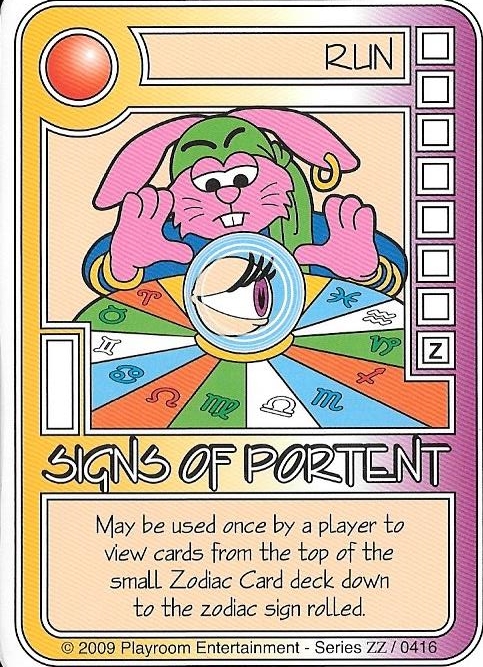 RUN
Z
SIGNS OF PORTENT
May be used once by a player to
view cards from the top of the
small Zodiac Card deck down
to the zodiac sign rolled.
© 2009 Playroom Entertainment - Series ZZ / 0416